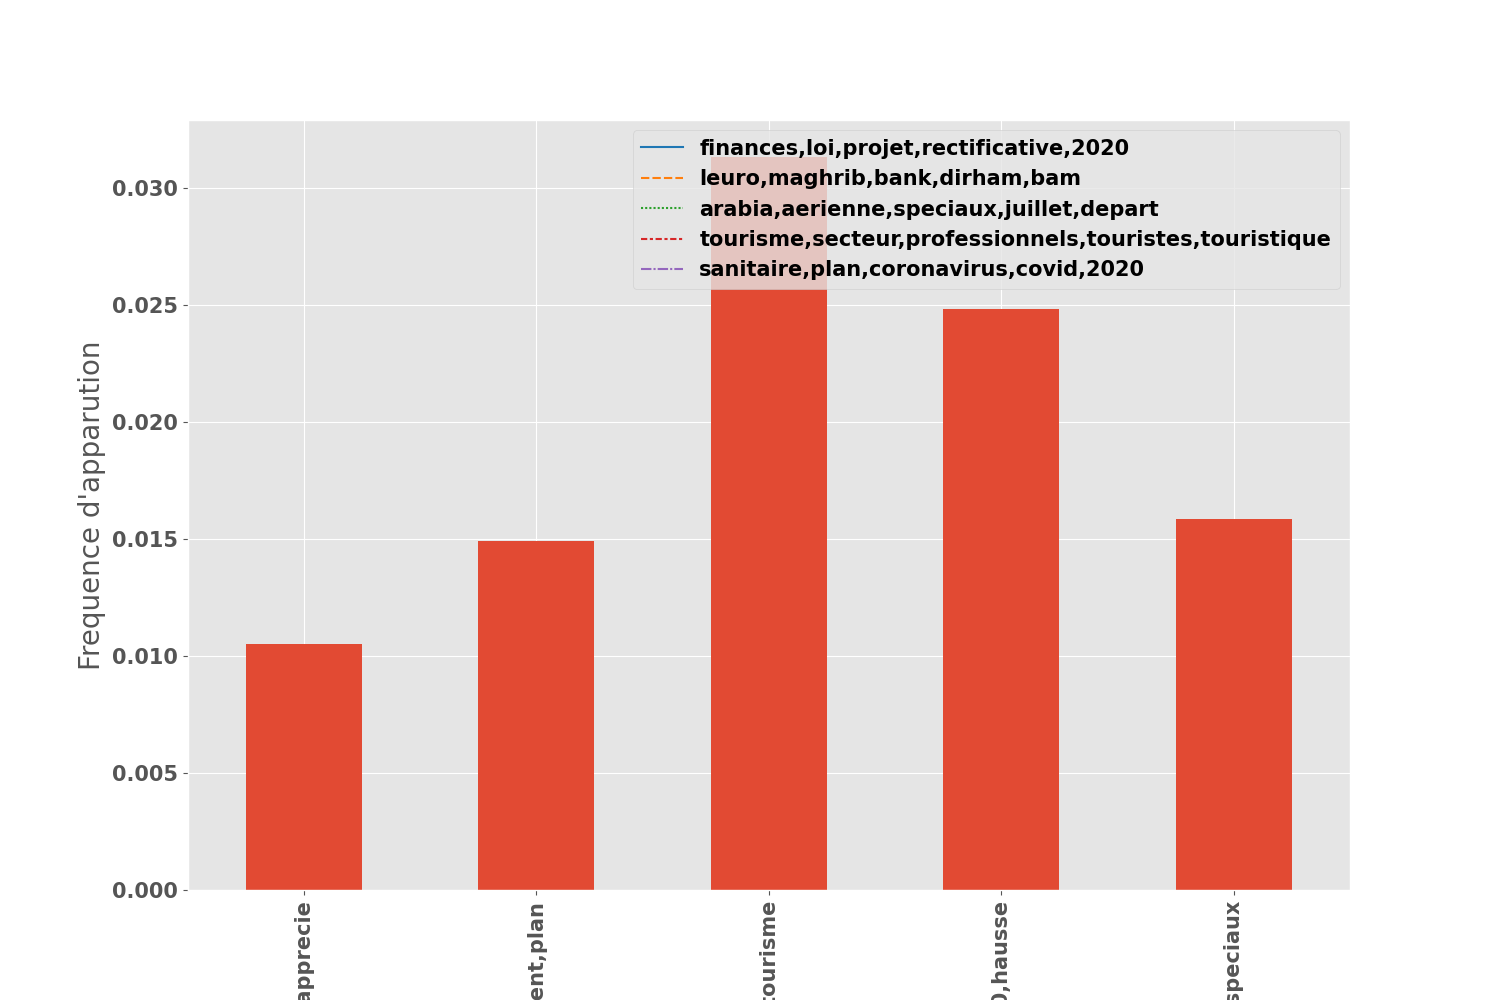 finances,loi,projet,rectificative,2020
leuro,maghrib,bank,dirham,bam
arabia,aerienne,speciaux,juillet,depart
tourisme,secteur,professionnels,touristes,touristique
sanitaire,plan,coronavirus,covid,2020
Frequence d'apparution
0.030
0.025
0.020
0.015
0.010
0.005
0.000
apprecie
ent,plan
tourisme
0,hausse
speciaux